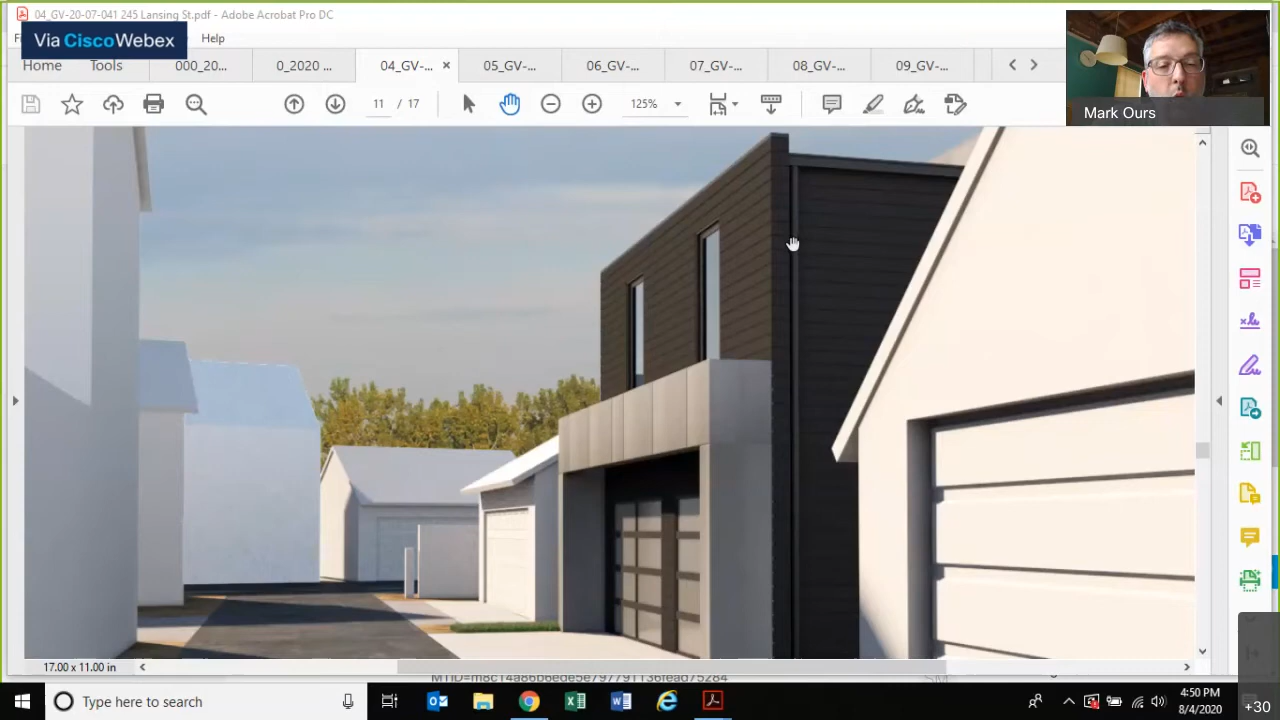 04_GV-20-07-041 245 Lansing St.pdf - Adobe Acrobat Pro DC
Via CiscoWebex
Help
Home Tools 000_20... 0_2020 ... 04_GV-... × 05_GV-... 06_GV-... 07_GV-... 08_GV-... 09_GV-...
11 / 17 125%
Mark Ours
17.00 x 11.00 in
Type here to search
4:50 PM
8/4/2020
+30